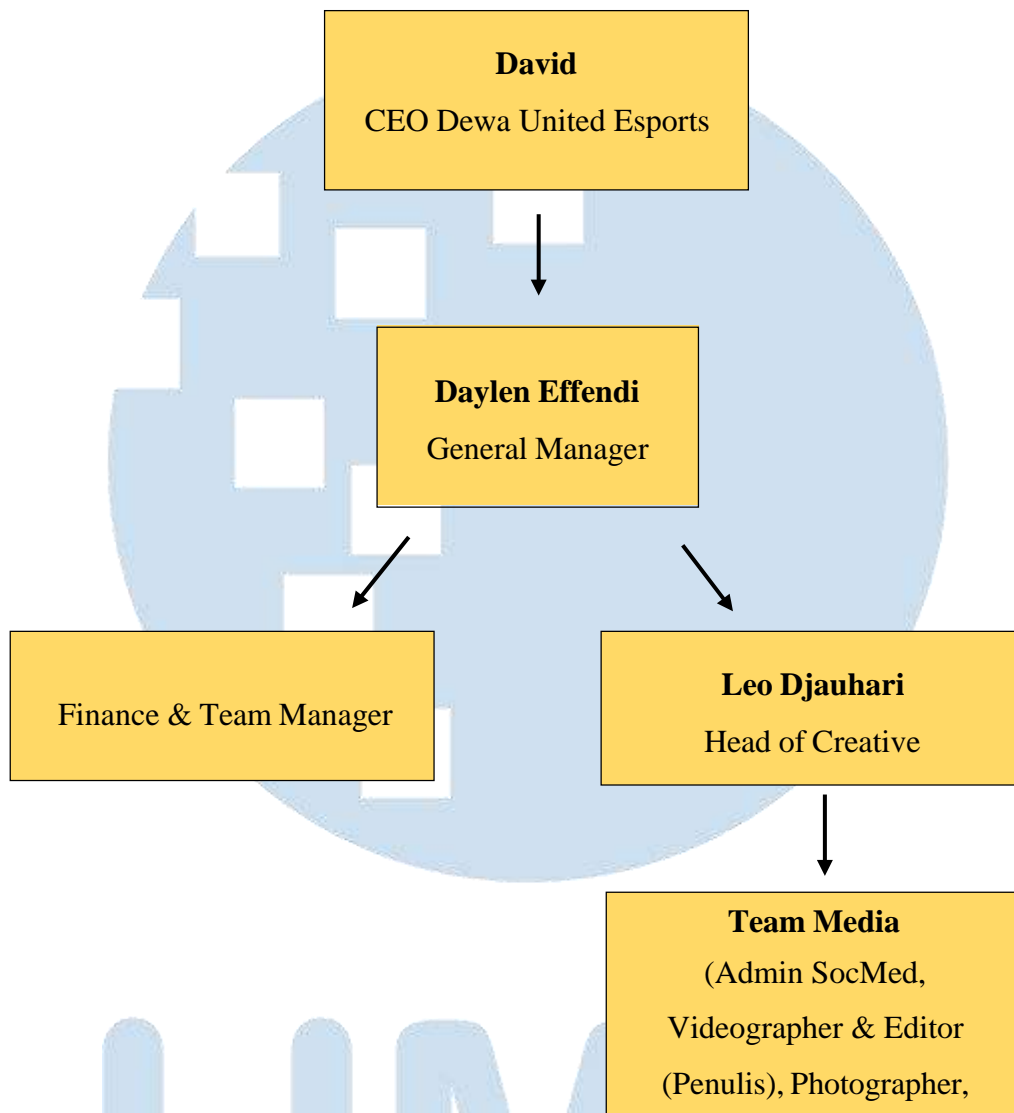 David
CEO Dewa United Esports
Daylen Effendi
General Manager
Finance & Team Manager
Leo Djauhari
Head of Creative
Team Media
(Admin SocMed,
Videographer & Editor
(Penulis), Photographer,